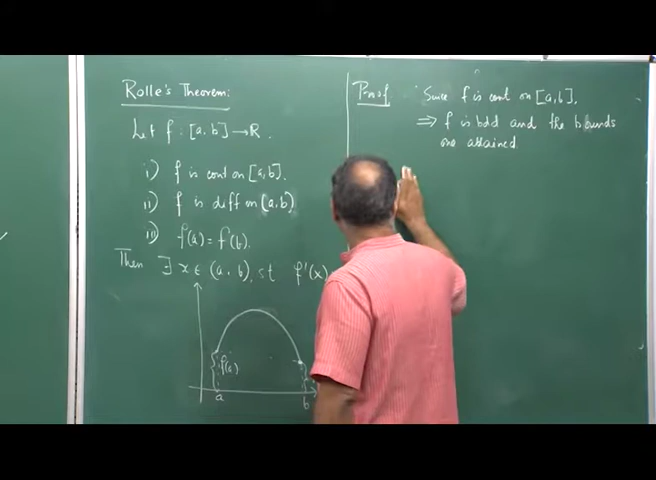 Rolle's Theorem:
Let f : [a, b] → R.
i) f is cont on [a, b].
ii) f is diff on (a, b)
iii) f(a) = f(b).
Then ∃ x ∈ (a, b), st f'(x)
f(a)
a
b
Proof
Since f is cont on [a, b].
⇒ f is bdd and the bounds
are attained